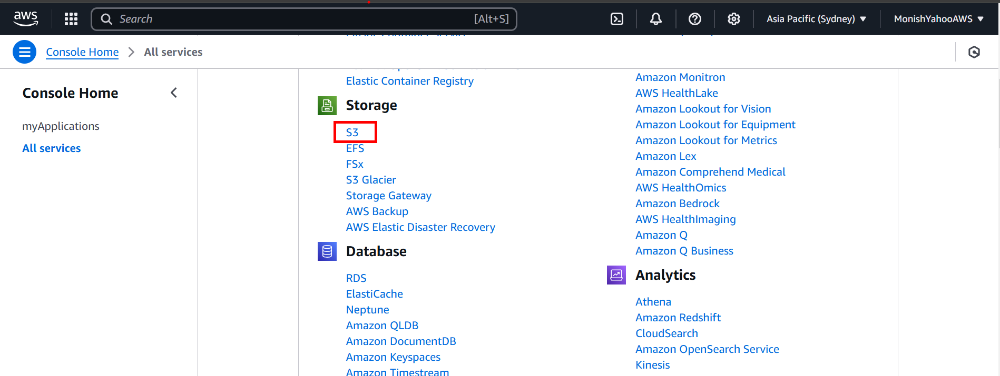 aws
Search [Alt+S]
Asia Pacific (Sydney)
MonishYahooAWS
Console Home
All services
Console Home
myApplications
All services
Elastic Container Registry
Storage
S3
EFS
FSx
S3 Glacier
Storage Gateway
AWS Backup
AWS Elastic Disaster Recovery
Database
RDS
ElastiCache
Neptune
Amazon QLDB
Amazon DocumentDB
Amazon Keyspaces
Amazon Timestream
Amazon Monitron
AWS HealthLake
Amazon Lookout for Vision
Amazon Lookout for Equipment
Amazon Lookout for Metrics
Amazon Lex
Amazon Comprehend Medical
AWS HealthOmics
Amazon Bedrock
AWS HealthImaging
Amazon Q
Amazon Q Business
Analytics
Athena
Amazon Redshift
CloudSearch
Amazon OpenSearch Service
Kinesis